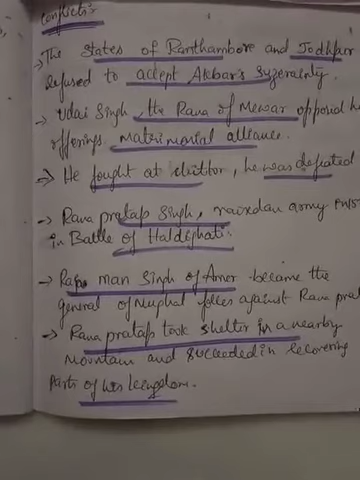 Conflicts
→ The states of Ranthambore and Jodhpur
refused to accept Akbar's suzerainty.
→ Udai Singh, the Rana of Mewar opposed he
offerings matrimonial alliance.
→ He fought at chittor, he was defeated
→ Rana pratap Singh, army
in Battle of Haldighati.
→ Raja man Singh of Amer became the
general of Mughal forces against Rana prat
→ Rana pratap took shelter in a nearby
mountain and succeeded in recovering
parts of his kingdom.